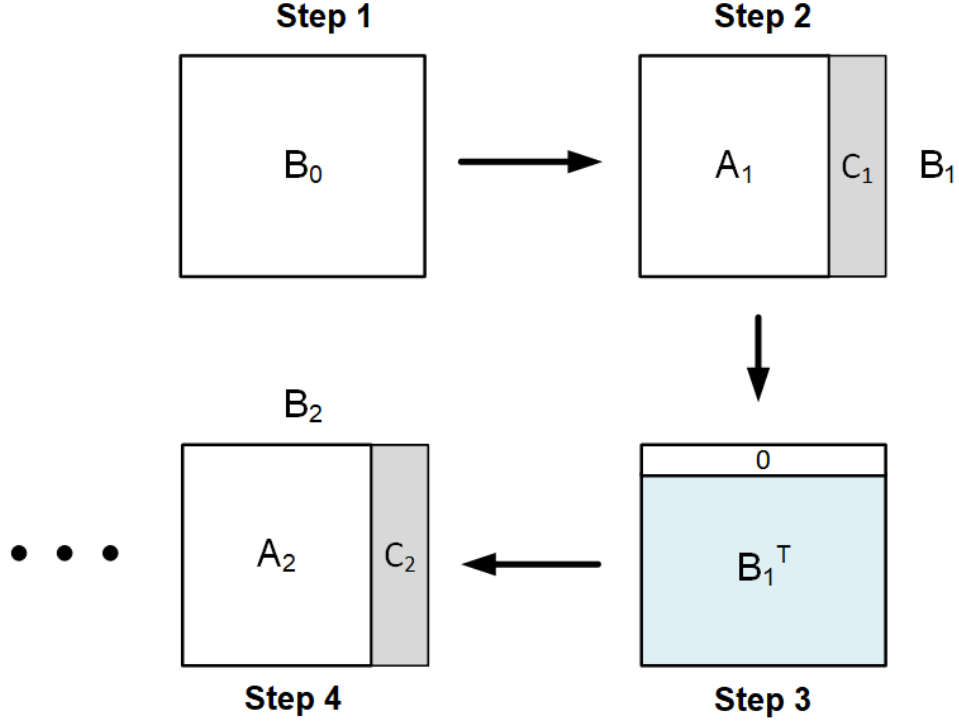 Step 1
Step 2
B₀
A₁
C₁
B₁
B₂
0
A₂
C₂
B₁ᵀ
Step 4
Step 3